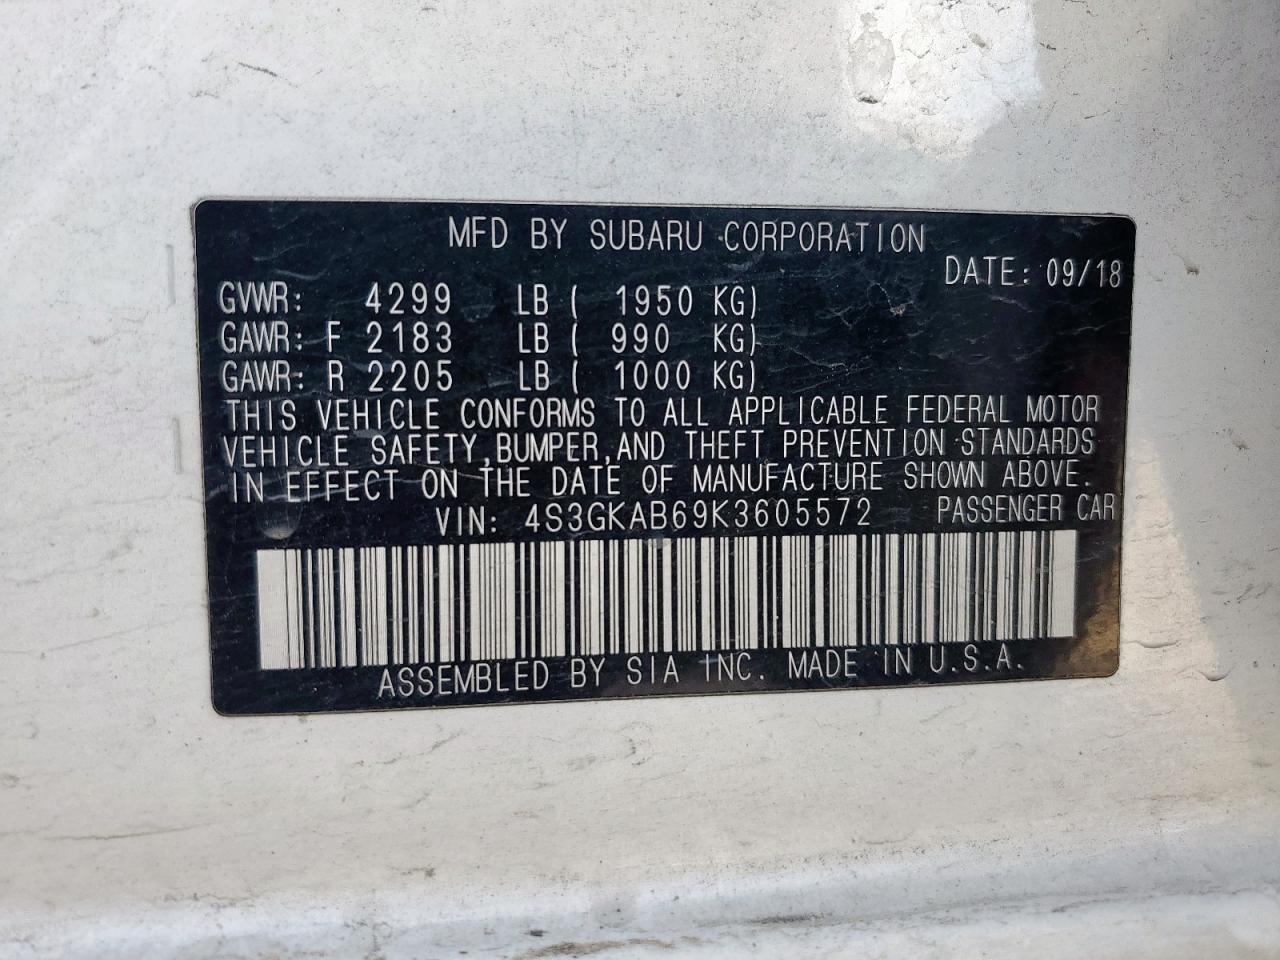 MFD BY SUBARU CORPORATION
DATE: 09/18
GVWR: 4299 LB ( 1950 KG)
GAWR: F 2183 LB ( 990 KG)
GAWR: R 2205 LB ( 1000 KG)
THIS VEHICLE CONFORMS TO ALL APPLICABLE FEDERAL MOTOR
VEHICLE SAFETY, BUMPER, AND THEFT PREVENTION STANDARDS
IN EFFECT ON THE DATE OF MANUFACTURE SHOWN ABOVE.
VIN: 4S3GKAB69K3605572 PASSENGER CAR
ASSEMBLED BY SIA INC. MADE IN U.S.A.